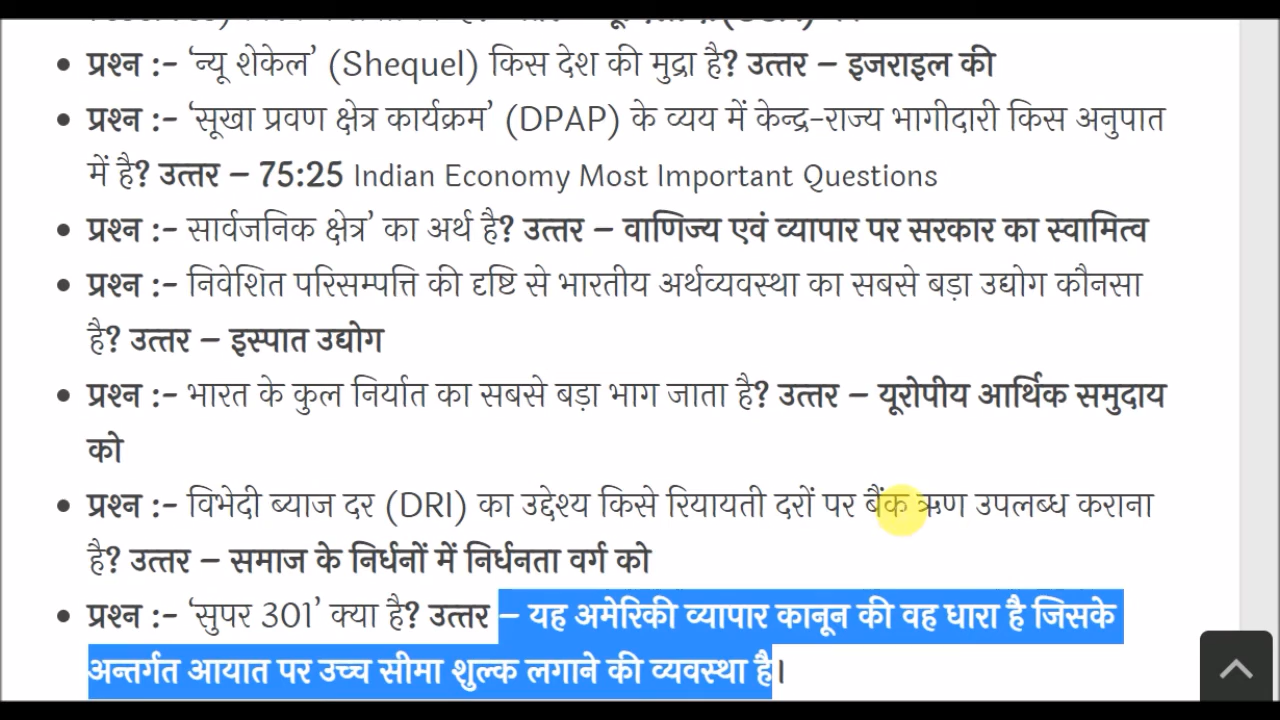 • प्रश्न :- ‘न्यू शेकेल’ (Shequel) किस देश की मुद्रा है? उत्तर – इजराइल की
• प्रश्न :- ‘सूखा प्रवण क्षेत्र कार्यक्रम’ (DPAP) के व्यय में केन्द्र-राज्य भागीदारी किस अनुपात
में है? उत्तर – 75:25 Indian Economy Most Important Questions
• प्रश्न :- सार्वजनिक क्षेत्र’ का अर्थ है? उत्तर – वाणिज्य एवं व्यापार पर सरकार का स्वामित्व
• प्रश्न :- निवेशित परिसम्पत्ति की दृष्टि से भारतीय अर्थव्यवस्था का सबसे बड़ा उद्योग कौनसा
है? उत्तर – इस्पात उद्योग
• प्रश्न :- भारत के कुल निर्यात का सबसे बड़ा भाग जाता है? उत्तर – यूरोपीय आर्थिक समुदाय
को
• प्रश्न :- विभेदी ब्याज दर (DRI) का उद्देश्य किसे रियायती दरों पर बैंक ऋण उपलब्ध कराना
है? उत्तर – समाज के निर्धनों में निर्धनता वर्ग को
• प्रश्न :- ‘सुपर 301’ क्या है? उत्तर – यह अमेरिकी व्यापार कानून की वह धारा है जिसके
अन्तर्गत आयात पर उच्च सीमा शुल्क लगाने की व्यवस्था है।